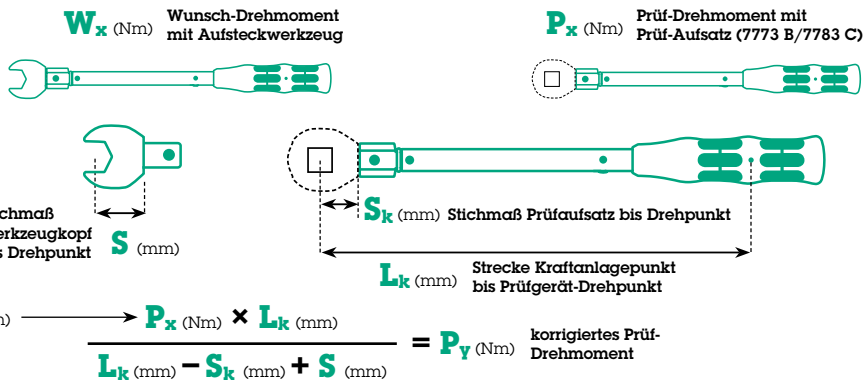 Wx (Nm) Wunsch-Drehmoment
mit Aufsteckwerkzeug
Px (Nm) Prüf-Drehmoment mit
Prüf-Aufsatz (7773 B/7783 C)
bis Drehpunkt S (mm)
Sk (mm) Stichmaß Prüfaufsatz bis Drehpunkt
Lk (mm) Strecke Kraftanlagepunkt
bis Prüfgerät-Drehpunkt
Px (Nm) × Lk (mm)
Lk (mm) − Sk (mm) + S (mm)
= Py (Nm) korrigiertes Prüf-
Drehmoment